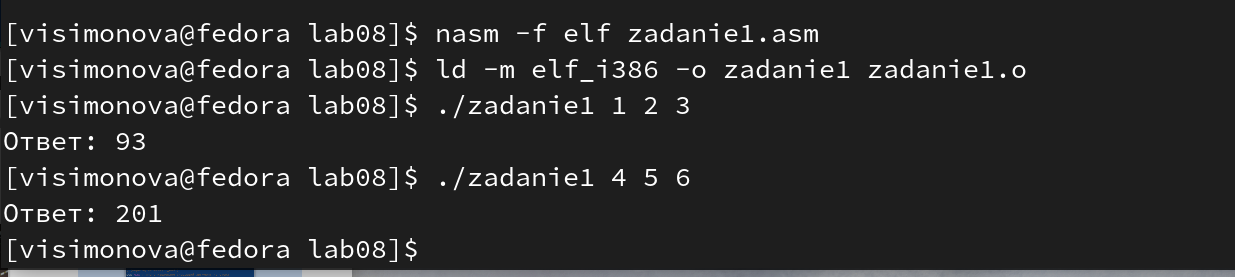 [visimonova@fedora lab08]$ nasm -f elf zadanie1.asm
[visimonova@fedora lab08]$ ld -m elf_i386 -o zadanie1 zadanie1.o
[visimonova@fedora lab08]$ ./zadanie1 1 2 3
Ответ: 93
[visimonova@fedora lab08]$ ./zadanie1 4 5 6
Ответ: 201
[visimonova@fedora lab08]$